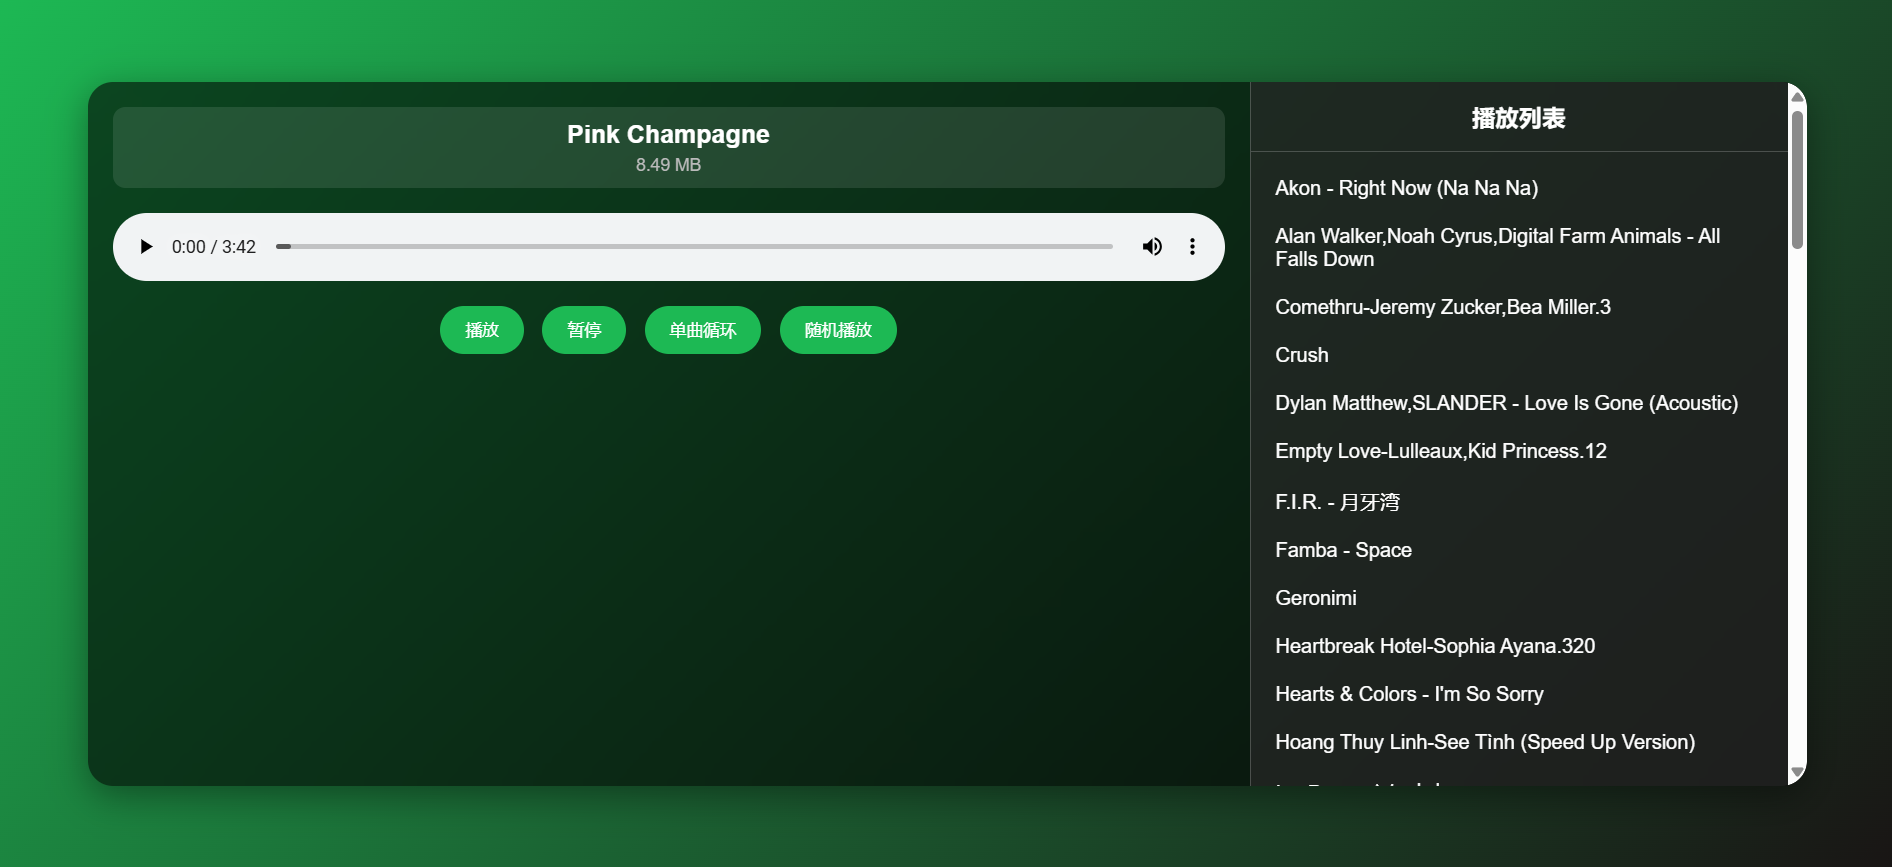 Pink Champagne
8.49 MB
0:00 / 3:42
播放
暂停
单曲循环
随机播放
播放列表
Akon - Right Now (Na Na Na)
Alan Walker,Noah Cyrus,Digital Farm Animals - All
Falls Down
Comethru-Jeremy Zucker,Bea Miller.3
Crush
Dylan Matthew,SLANDER - Love Is Gone (Acoustic)
Empty Love-Lulleaux,Kid Princess.12
F.I.R. - 月牙湾
Famba - Space
Geronimi
Heartbreak Hotel-Sophia Ayana.320
Hearts & Colors - I'm So Sorry
Hoang Thuy Linh-See Tình (Speed Up Version)